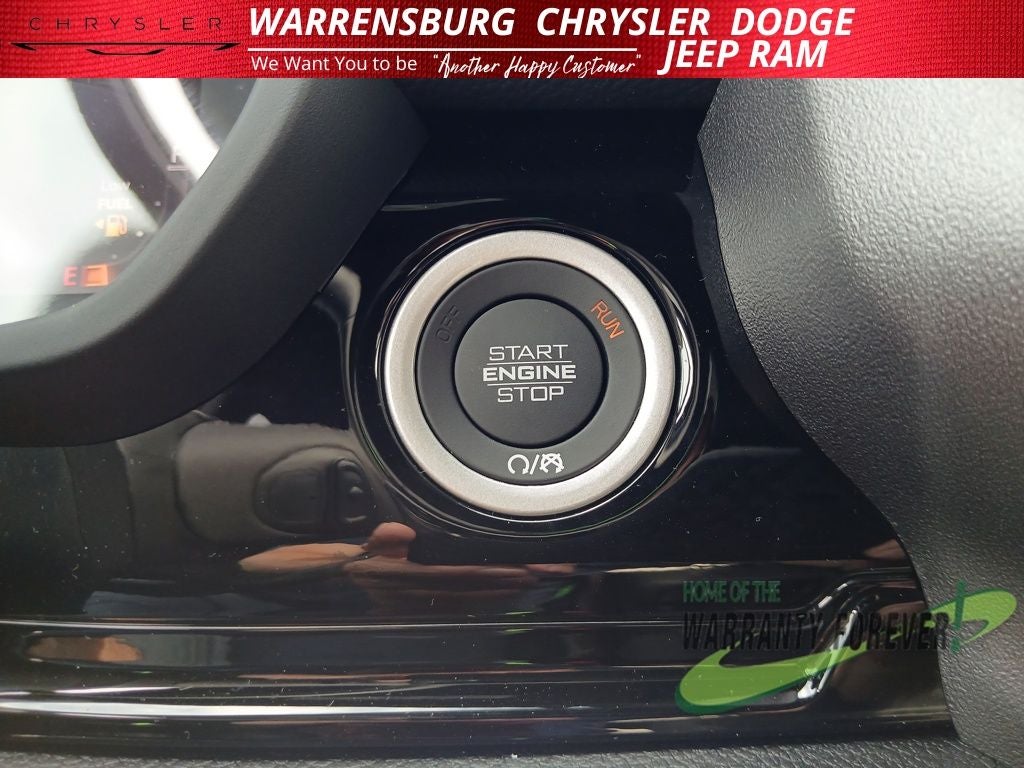 CHRYSLER
WARRENSBURG CHRYSLER DODGE
JEEP RAM
We Want You to be "Another Happy Customer"
LOW
FUEL
E
OFF
RUN
START
ENGINE
STOP
HOME OF THE
WARRANTY FOREVER!